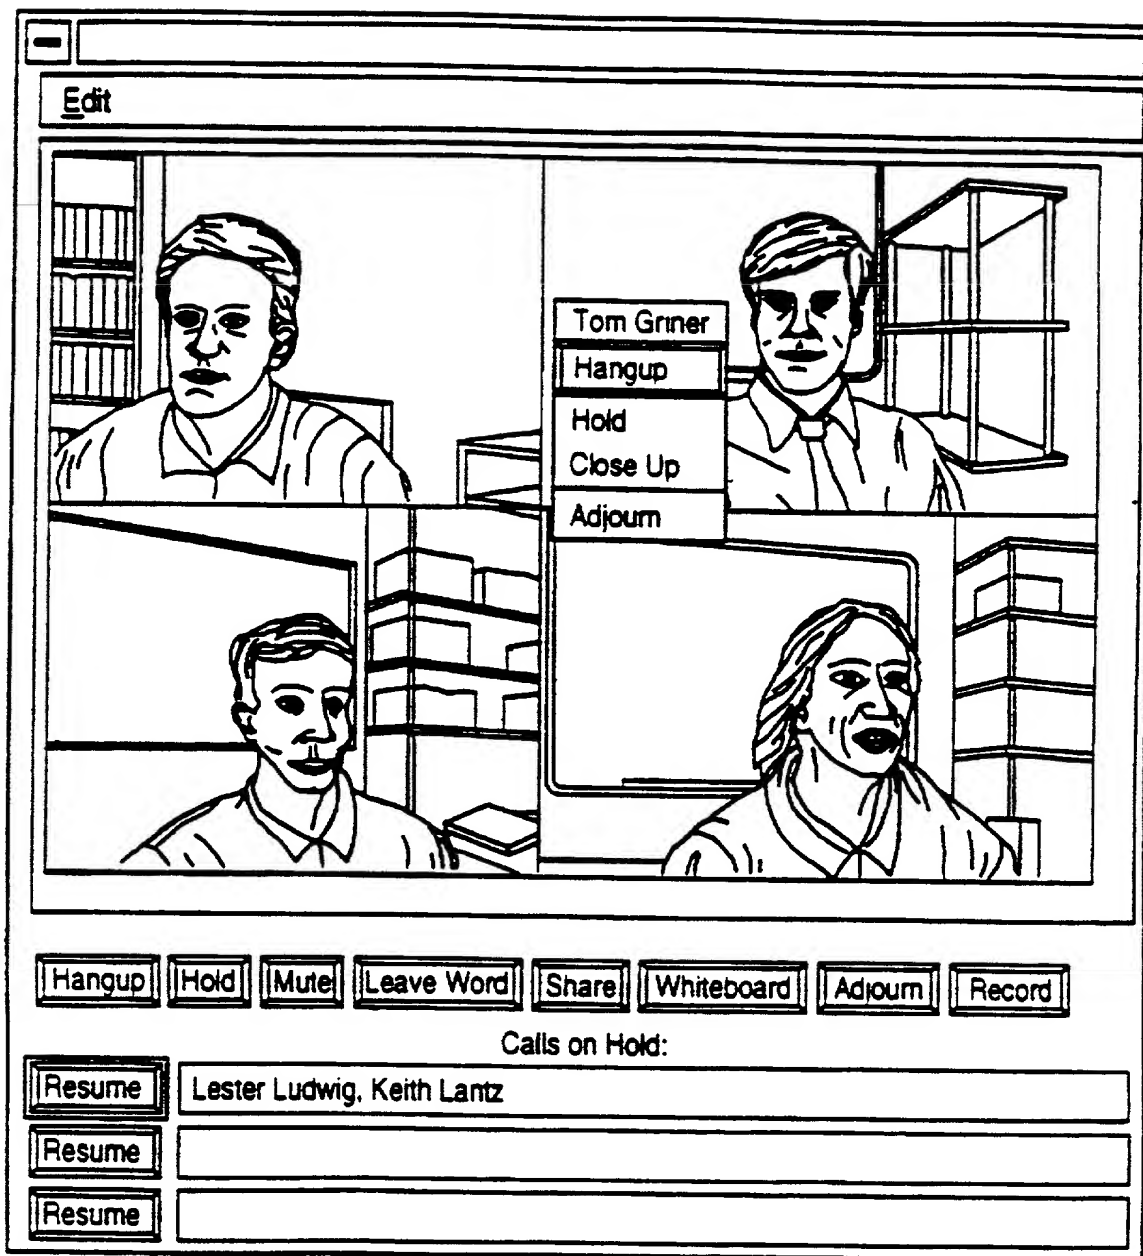 Edit
Tom Griner
Hangup
Hold
Close Up
Adjourn
Hangup Hold Mute Leave Word Share Whiteboard Adjourn Record
Calls on Hold:
Resume Lester Ludwig, Keith Lantz
Resume
Resume